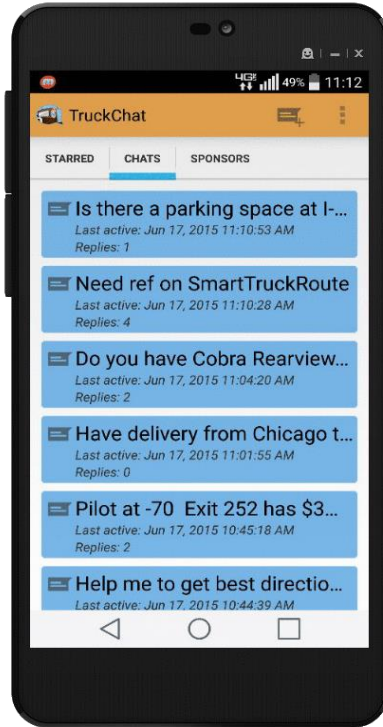 4G 49% 11:12
TruckChat
STARRED CHATS SPONSORS
Is there a parking space at I-...
Last active: Jun 17, 2015 11:10:53 AM
Replies: 1
Need ref on SmartTruckRoute
Last active: Jun 17, 2015 11:10:28 AM
Replies: 4
Do you have Cobra Rearview...
Last active: Jun 17, 2015 11:04:20 AM
Replies: 2
Have delivery from Chicago t...
Last active: Jun 17, 2015 11:01:55 AM
Replies: 0
Pilot at -70 Exit 252 has $3...
Last active: Jun 17, 2015 10:45:18 AM
Replies: 2
Help me to get best directio...
Last active: Jun 17, 2015 10:44:39 AM